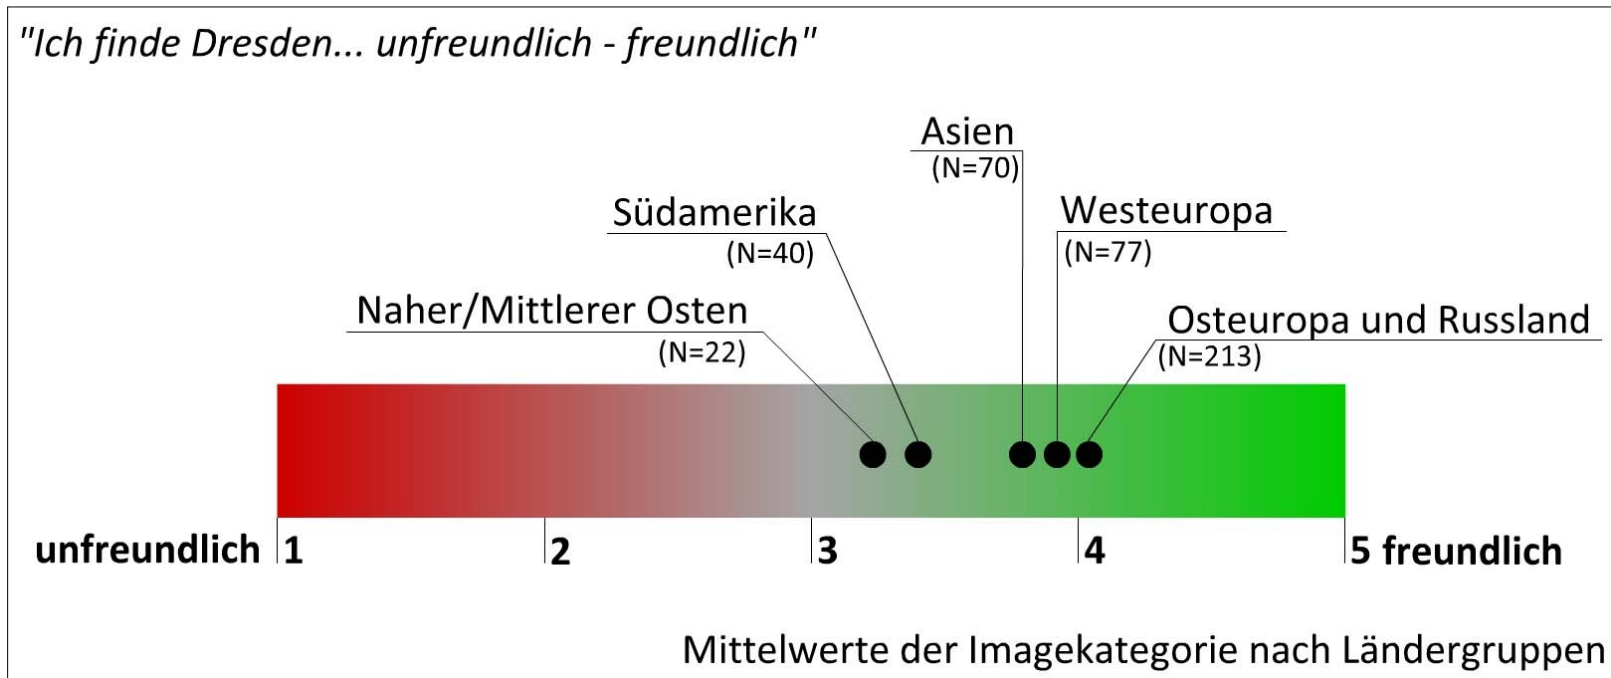 "Ich finde Dresden... unfreundlich - freundlich"
Asien
(N=70)
Südamerika
(N=40)
Westeuropa
(N=77)
Naher/Mittlerer Osten
(N=22)
Osteuropa und Russland
(N=213)
unfreundlich 1 2 3 4 5 freundlich
Mittelwerte der Imagekategorie nach Ländergruppen